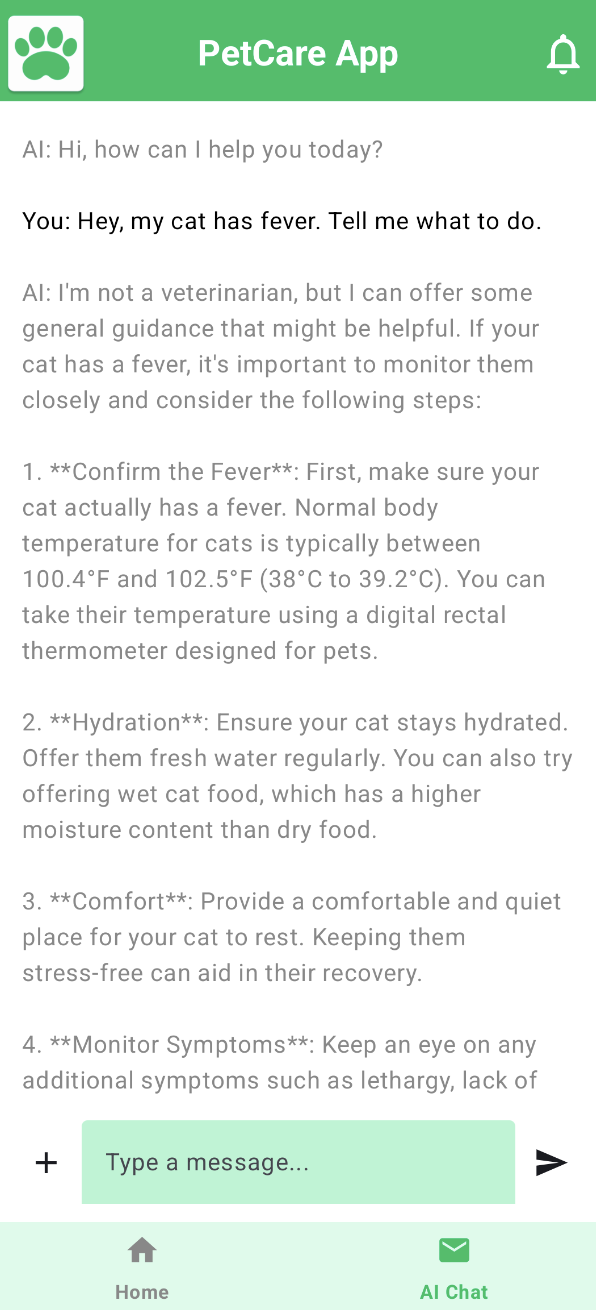 PetCare App
AI: Hi, how can I help you today?
You: Hey, my cat has fever. Tell me what to do.
AI: I'm not a veterinarian, but I can offer some
general guidance that might be helpful. If your
cat has a fever, it's important to monitor them
closely and consider the following steps:
1. **Confirm the Fever**: First, make sure your
cat actually has a fever. Normal body
temperature for cats is typically between
100.4°F and 102.5°F (38°C to 39.2°C). You can
take their temperature using a digital rectal
thermometer designed for pets.
2. **Hydration**: Ensure your cat stays hydrated.
Offer them fresh water regularly. You can also try
offering wet cat food, which has a higher
moisture content than dry food.
3. **Comfort**: Provide a comfortable and quiet
place for your cat to rest. Keeping them
stress-free can aid in their recovery.
4. **Monitor Symptoms**: Keep an eye on any
additional symptoms such as lethargy, lack of
Type a message...
Home
AI Chat